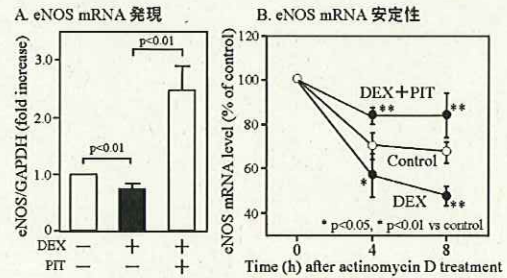 A. eNOS mRNA 発現
eNOS/GAPDH (fold increase)
3.0
2.0
1.0
0
p<0.01
p<0.01
DEX — + +
PIT — — +
B. eNOS mRNA 安定性
eNOS mRNA level (% of control)
120
100
80
60
40
DEX+PIT
**
**
Control
*
DEX
**
* p<0.05, * p<0.01 vs control
0 4 8
Time (h) after actinomycin D treatment